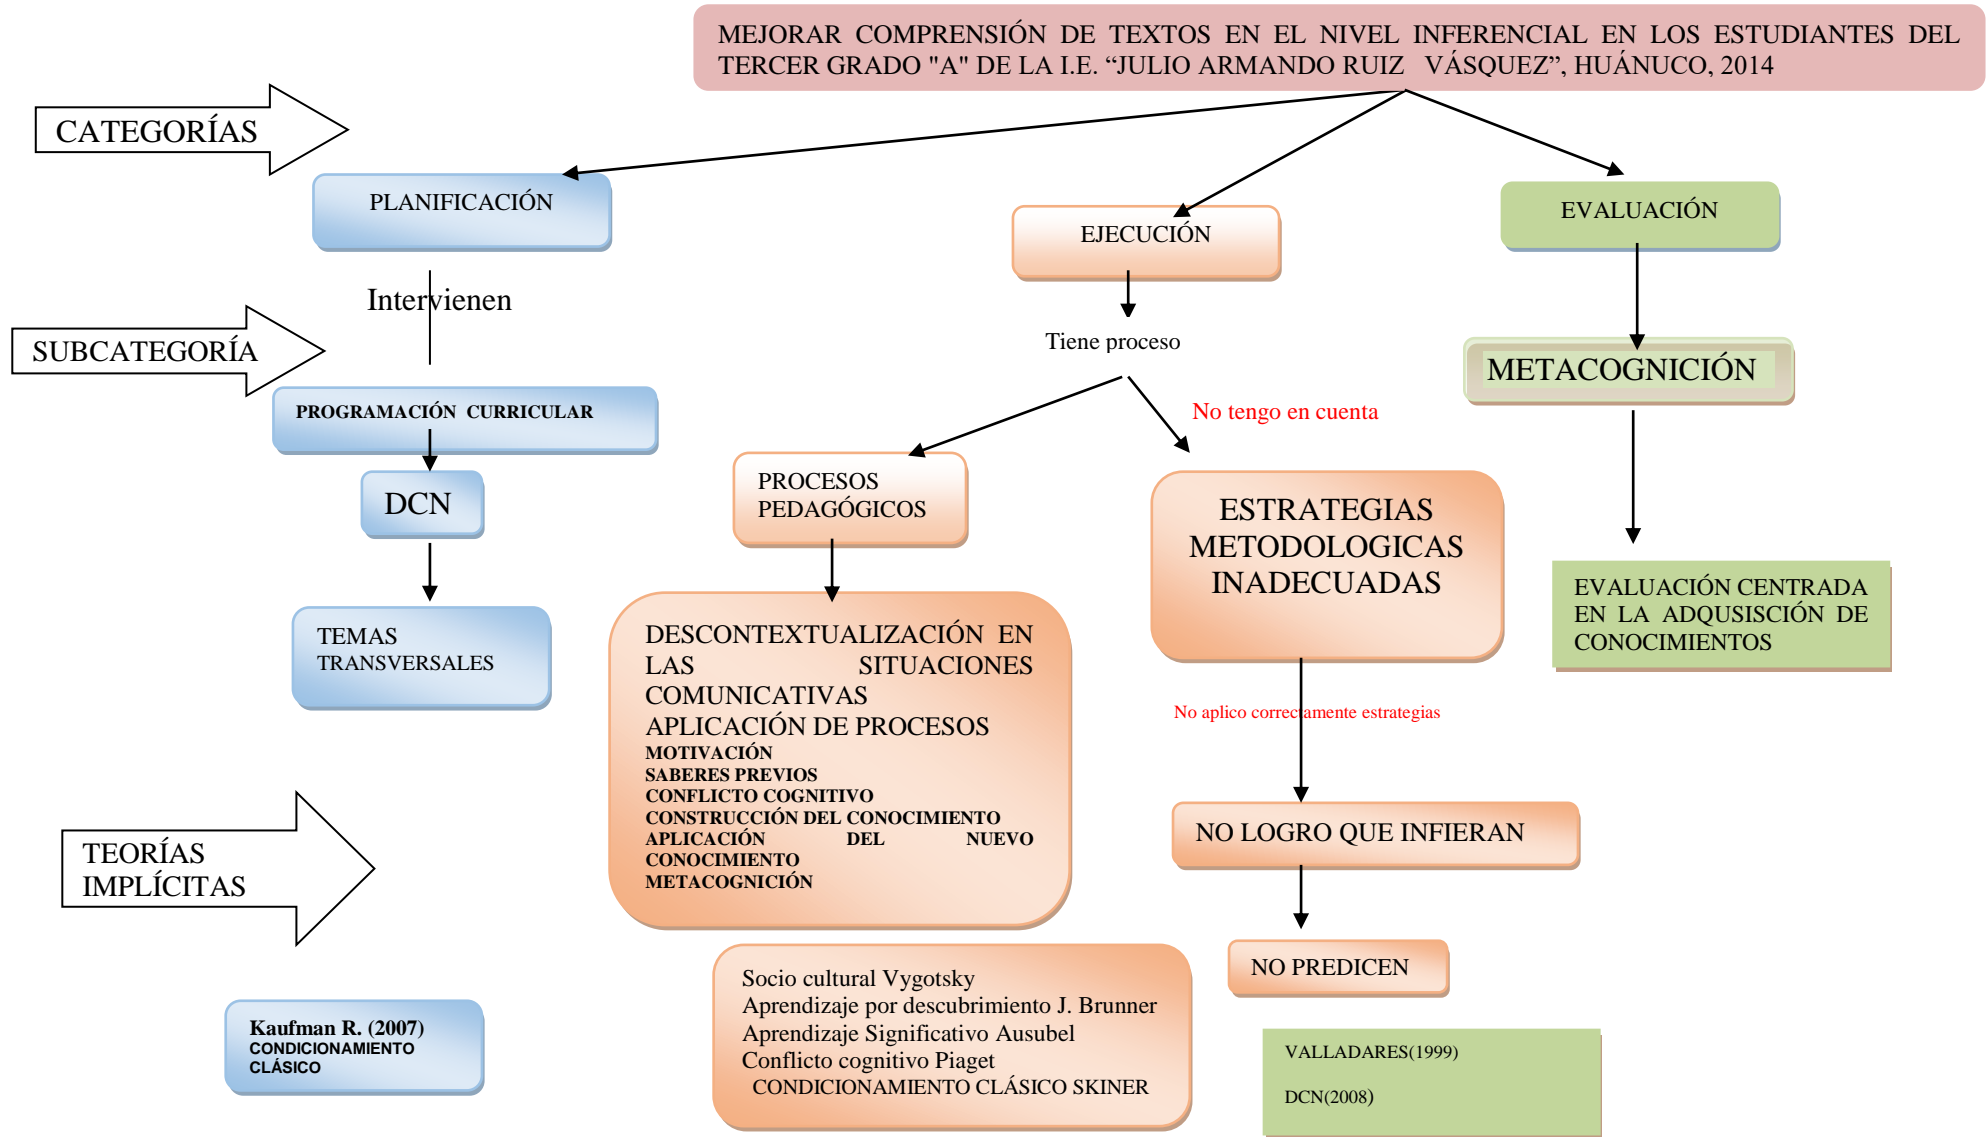 MEJORAR COMPRENSIÓN DE TEXTOS EN EL NIVEL INFERENCIAL EN LOS ESTUDIANTES DEL
TERCER GRADO "A" DE LA I.E. “JULIO ARMANDO RUIZ VÁSQUEZ”, HUÁNUCO, 2014
CATEGORÍAS
PLANIFICACIÓN
EJECUCIÓN
EVALUACIÓN
Intervienen
Tiene proceso
SUBCATEGORÍA
METACOGNICIÓN
PROGRAMACIÓN CURRICULAR
No tengo en cuenta
DCN
PROCESOS
PEDAGÓGICOS
ESTRATEGIAS
METODOLOGICAS
INADECUADAS
EVALUACIÓN CENTRADA
EN LA ADQUSISCIÓN DE
CONOCIMIENTOS
TEMAS
TRANSVERSALES
DESCONTEXTUALIZACIÓN EN
LAS SITUACIONES
COMUNICATIVAS
APLICACIÓN DE PROCESOS
MOTIVACIÓN
SABERES PREVIOS
CONFLICTO COGNITIVO
CONSTRUCCIÓN DEL CONOCIMIENTO
APLICACIÓN DEL NUEVO
CONOCIMIENTO
METACOGNICIÓN
No aplico correctamente estrategias
NO LOGRO QUE INFIERAN
NO PREDICEN
TEORÍAS
IMPLÍCITAS
Kaufman R. (2007)
CONDICIONAMIENTO
CLÁSICO
Socio cultural Vygotsky
Aprendizaje por descubrimiento J. Brunner
Aprendizaje Significativo Ausubel
Conflicto cognitivo Piaget
CONDICIONAMIENTO CLÁSICO SKINER
VALLADARES(1999)
DCN(2008)